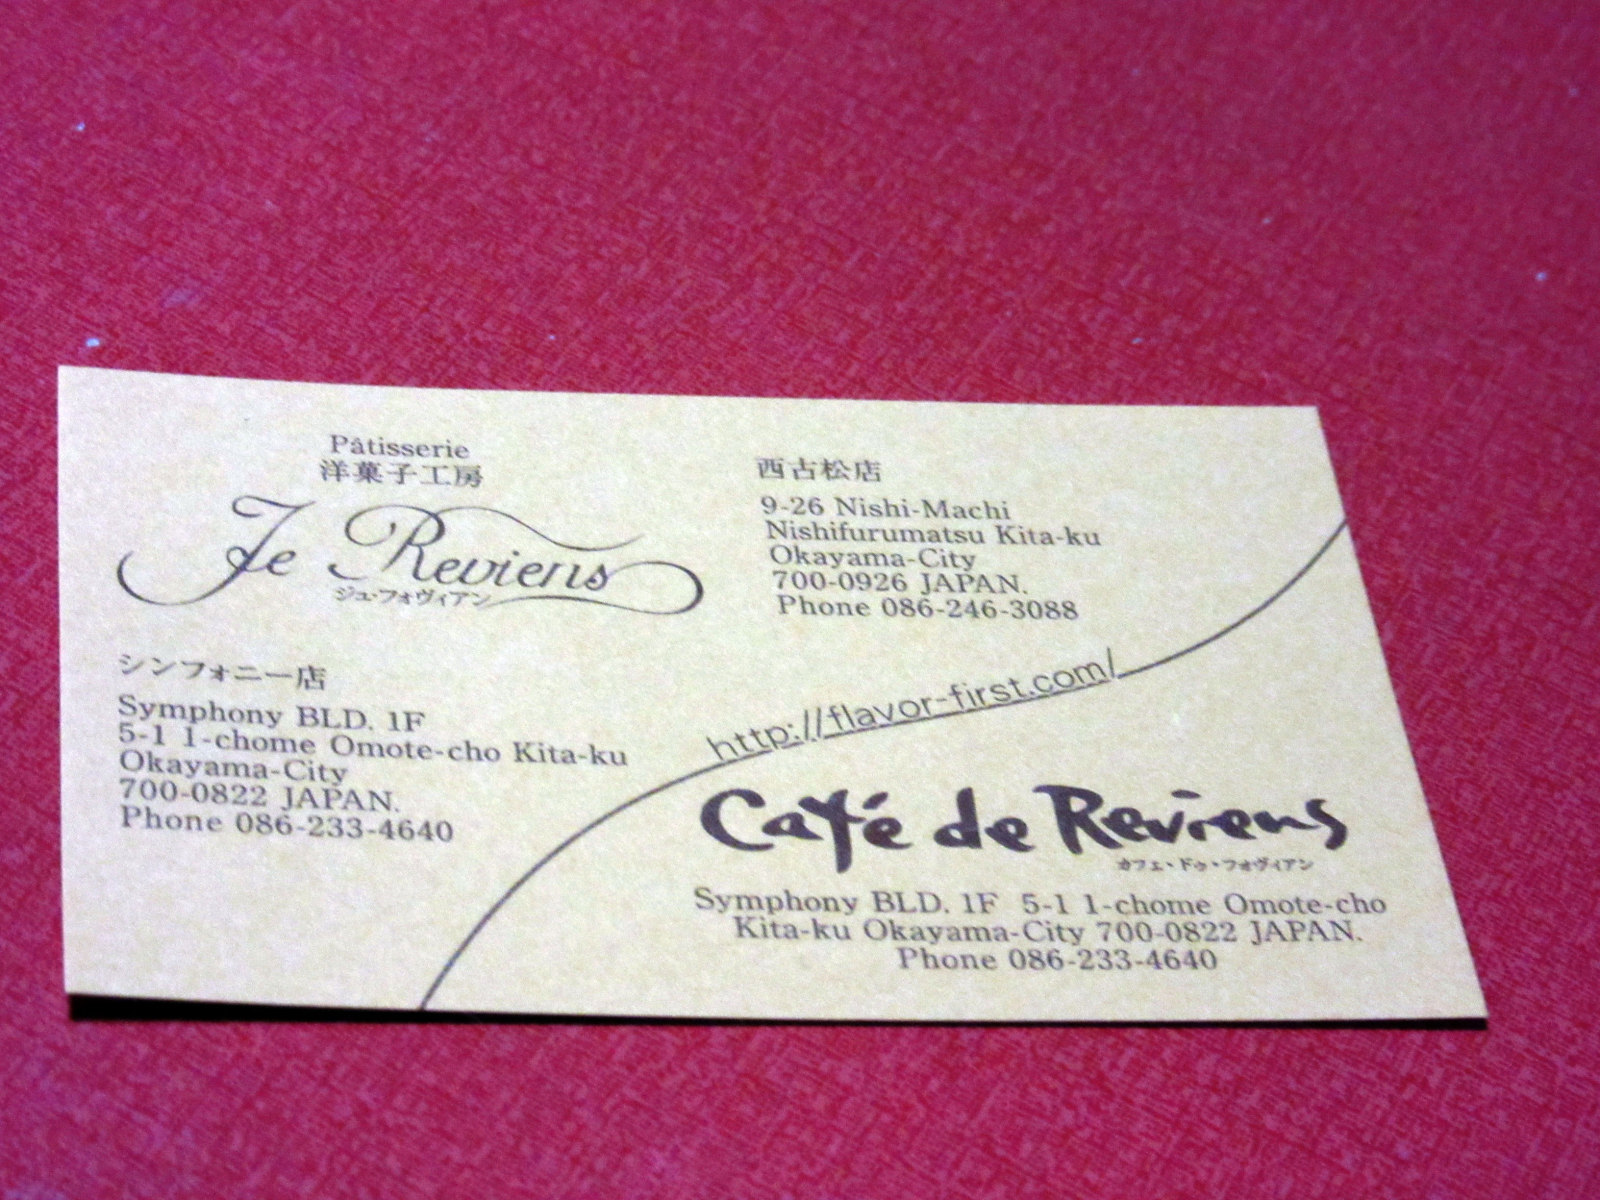 Pâtisserie
洋菓子工房
Je Reviens
ジュ・フォヴィアン
シンフォニー店
Symphony BLD. 1F
5-1 1-chome Omote-cho Kita-ku
Okayama-City
700-0822 JAPAN.
Phone 086-233-4640
西古松店
9-26 Nishi-Machi
Nishifurumatsu Kita-ku
Okayama-City
700-0926 JAPAN.
Phone 086-246-3088
http://flavor-first.com/
Café de Reviens
カフェ・ドゥ・フォヴィアン
Symphony BLD. 1F 5-1 1-chome Omote-cho
Kita-ku Okayama-City 700-0822 JAPAN.
Phone 086-233-4640